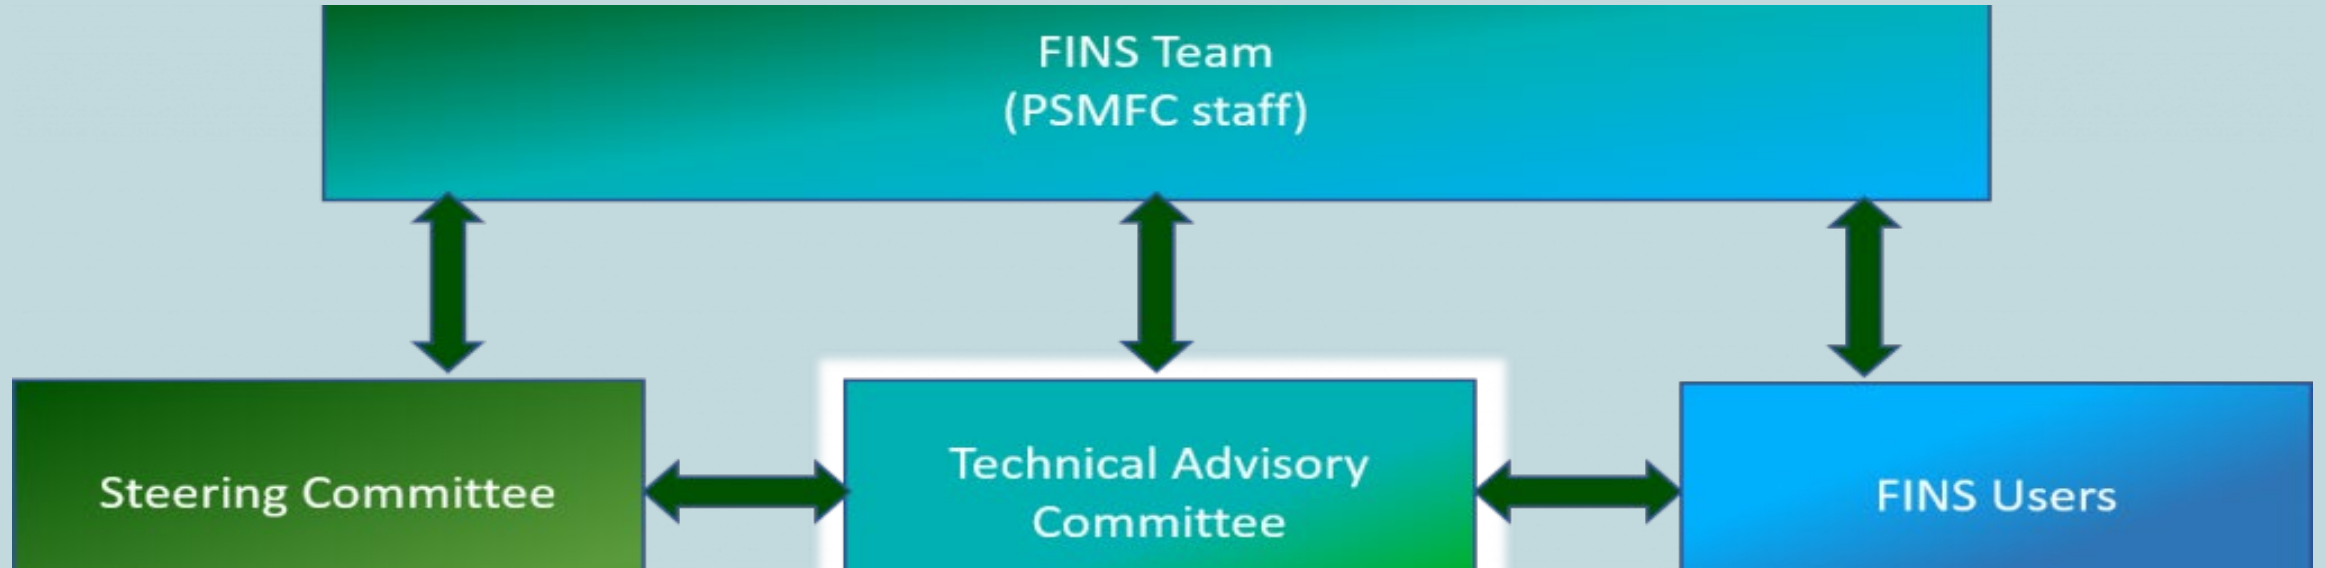 FINS Team
(PSMFC staff)
Steering Committee
Technical Advisory
Committee
FINS Users